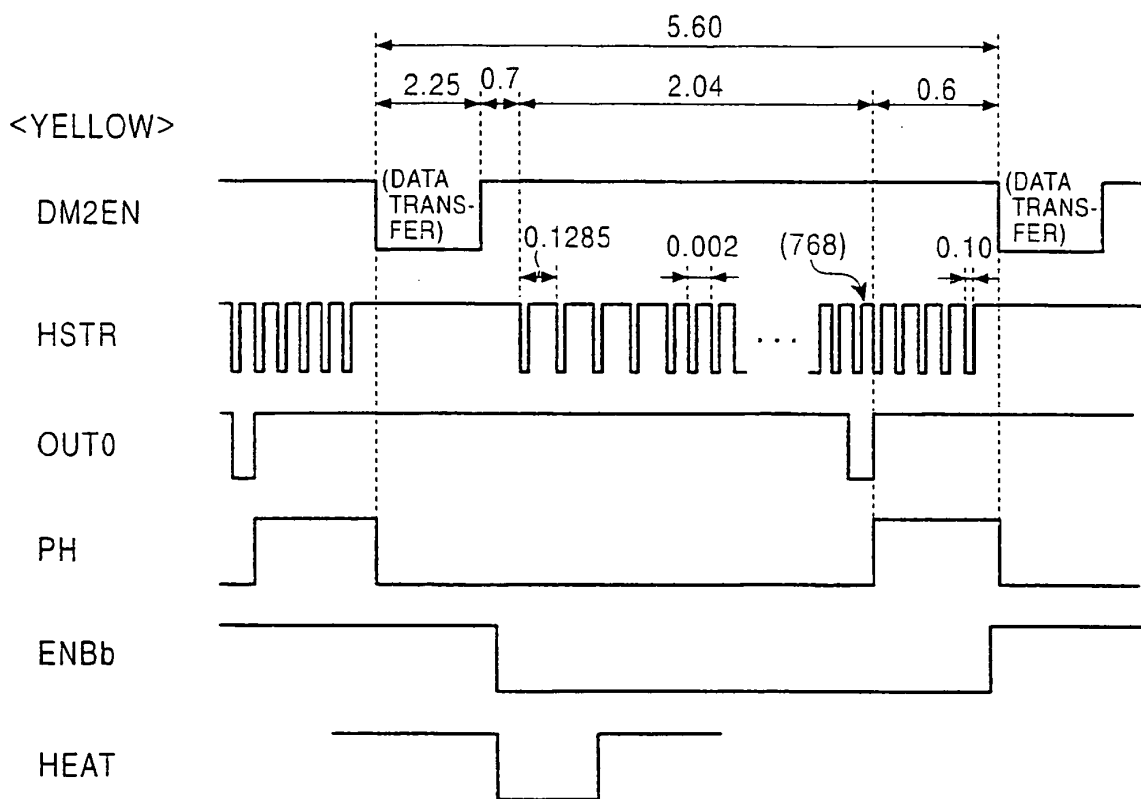 5.60
2.25 0.7 2.04 0.6
<YELLOW>
DM2EN
(DATA
TRANS-
FER)
(DATA
TRANS-
FER)
0.1285 0.002 (768) 0.10
HSTR
. . .
OUT0
PH
ENBb
HEAT